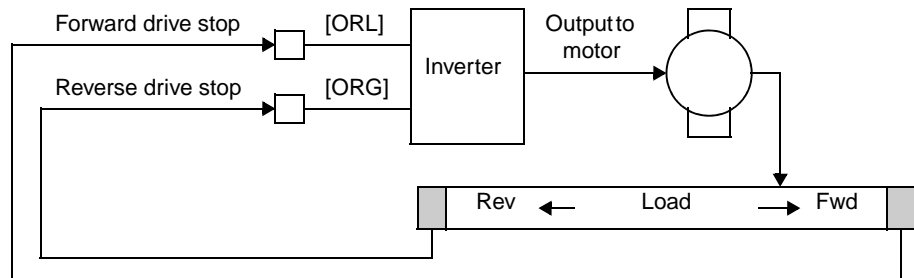 Forward drive stop
[ORL]
Output to
motor
Inverter
Reverse drive stop
[ORG]
Rev
Load
Fwd